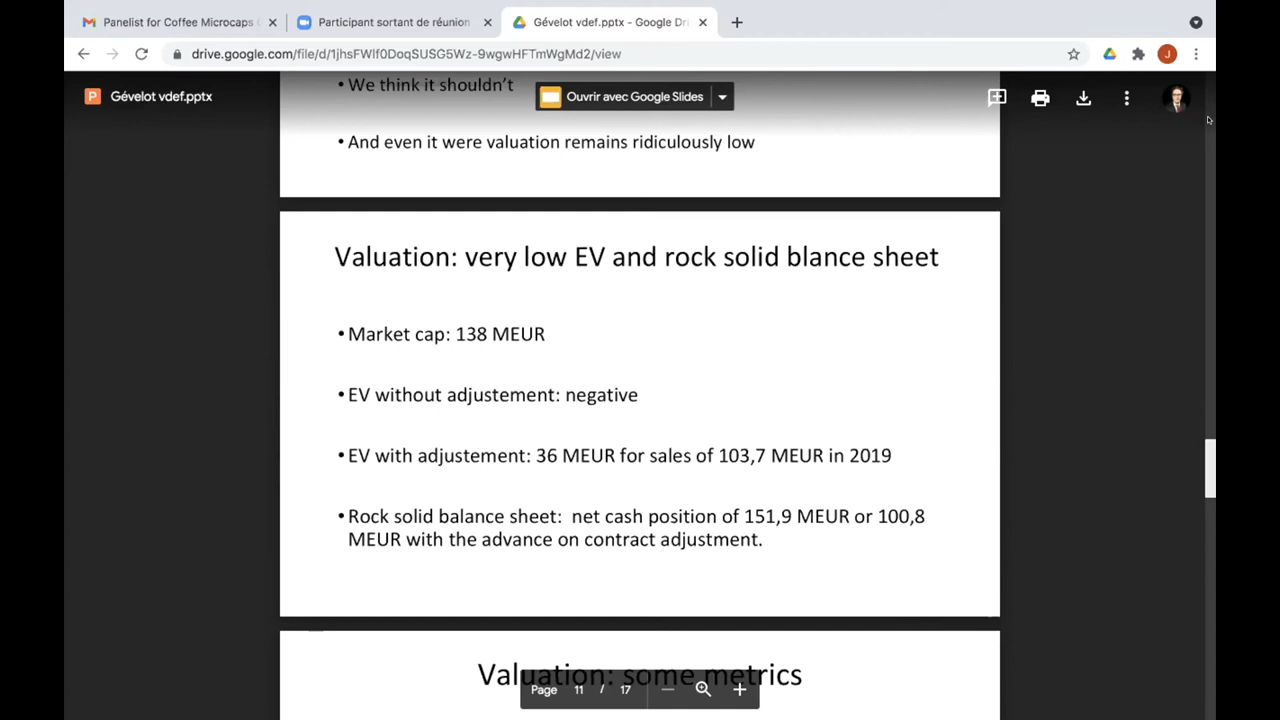 Panelist for Coffee Microcaps
Participant sortant de réunion
Gévelot vdef.pptx - Google Dri
drive.google.com/file/d/1jhsFWlf0DoqSUSG5Wz-9wgwHFTmWgMd2/view
J
P Gévelot vdef.pptx
Ouvrir avec Google Slides
• We think it shouldn't
• And even it were valuation remains ridiculously low
Valuation: very low EV and rock solid blance sheet
• Market cap: 138 MEUR
• EV without adjustement: negative
• EV with adjustement: 36 MEUR for sales of 103,7 MEUR in 2019
• Rock solid balance sheet: net cash position of 151,9 MEUR or 100,8
MEUR with the advance on contract adjustment.
Valuation: some metrics
Page 11 / 17